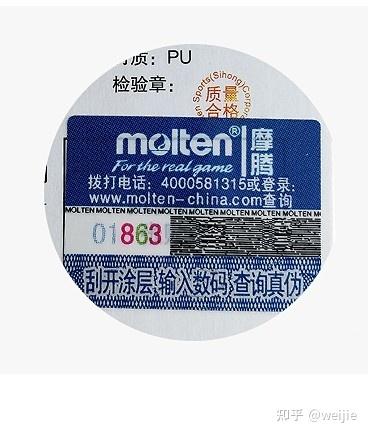 质：PU
检验章：
Sports(Sihong)Corporat
质量
合格
molten® 摩腾
For the real game
拨打电话：4000581315或登录：
www.molten-china.com查询
MOLTEN MOLTEN MOLTEN MOLTEN MOLTEN MOLTEN MOLTEN
01863
刮开涂层 输入数码 查询真伪
知乎 @weijie